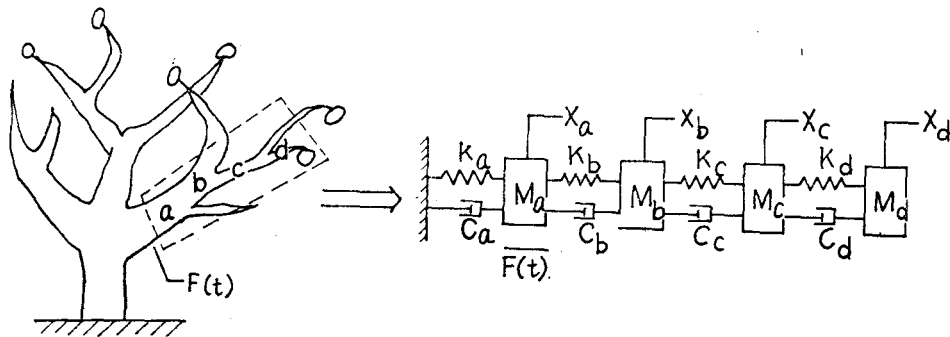 a
b
c
d
F(t)
Xa
Xb
Xc
Xd
Ka
Kb
Kc
Kd
Ma
Mb
Mc
Md
Ca
Cb
Cc
Cd
F(t).